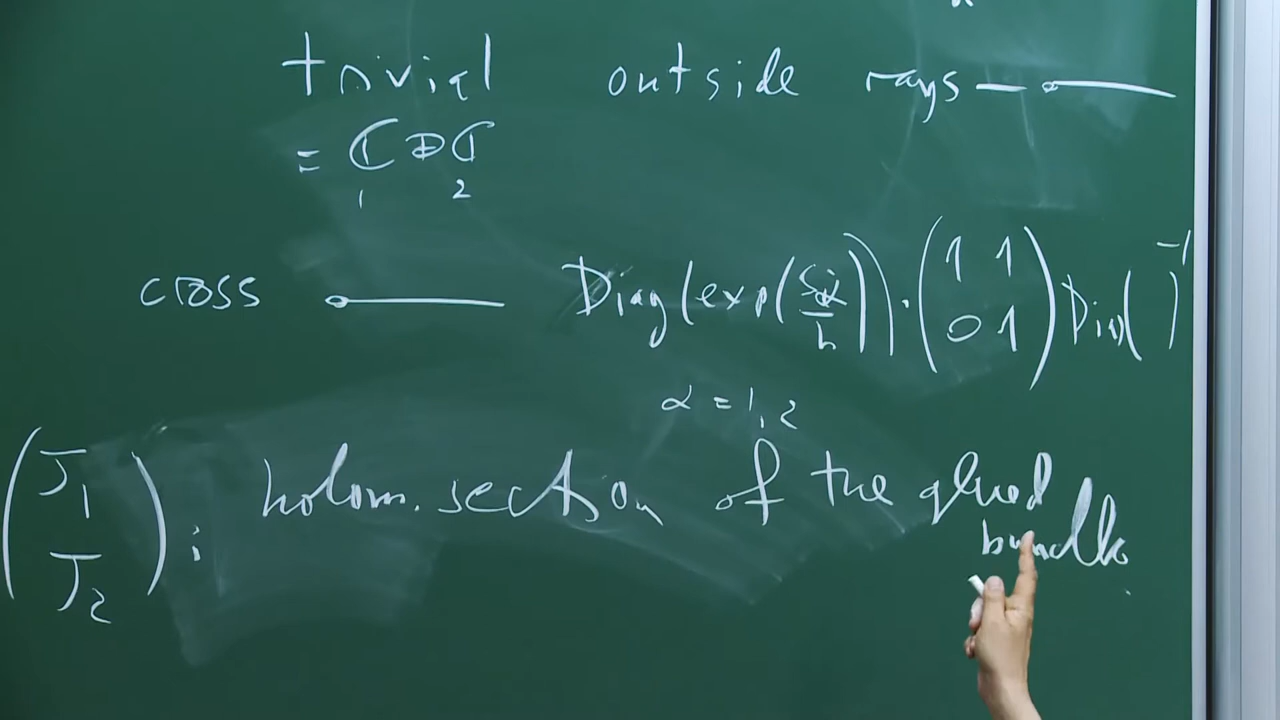 trivial outside rays
= ℂ ⊕ ℂ
1 2
cross Diag(exp(Sα/h)) · (1 1 0 1) Diag( )⁻¹
α = 1, 2
(J₁ J₂) : holom. section of the glued
bundle.